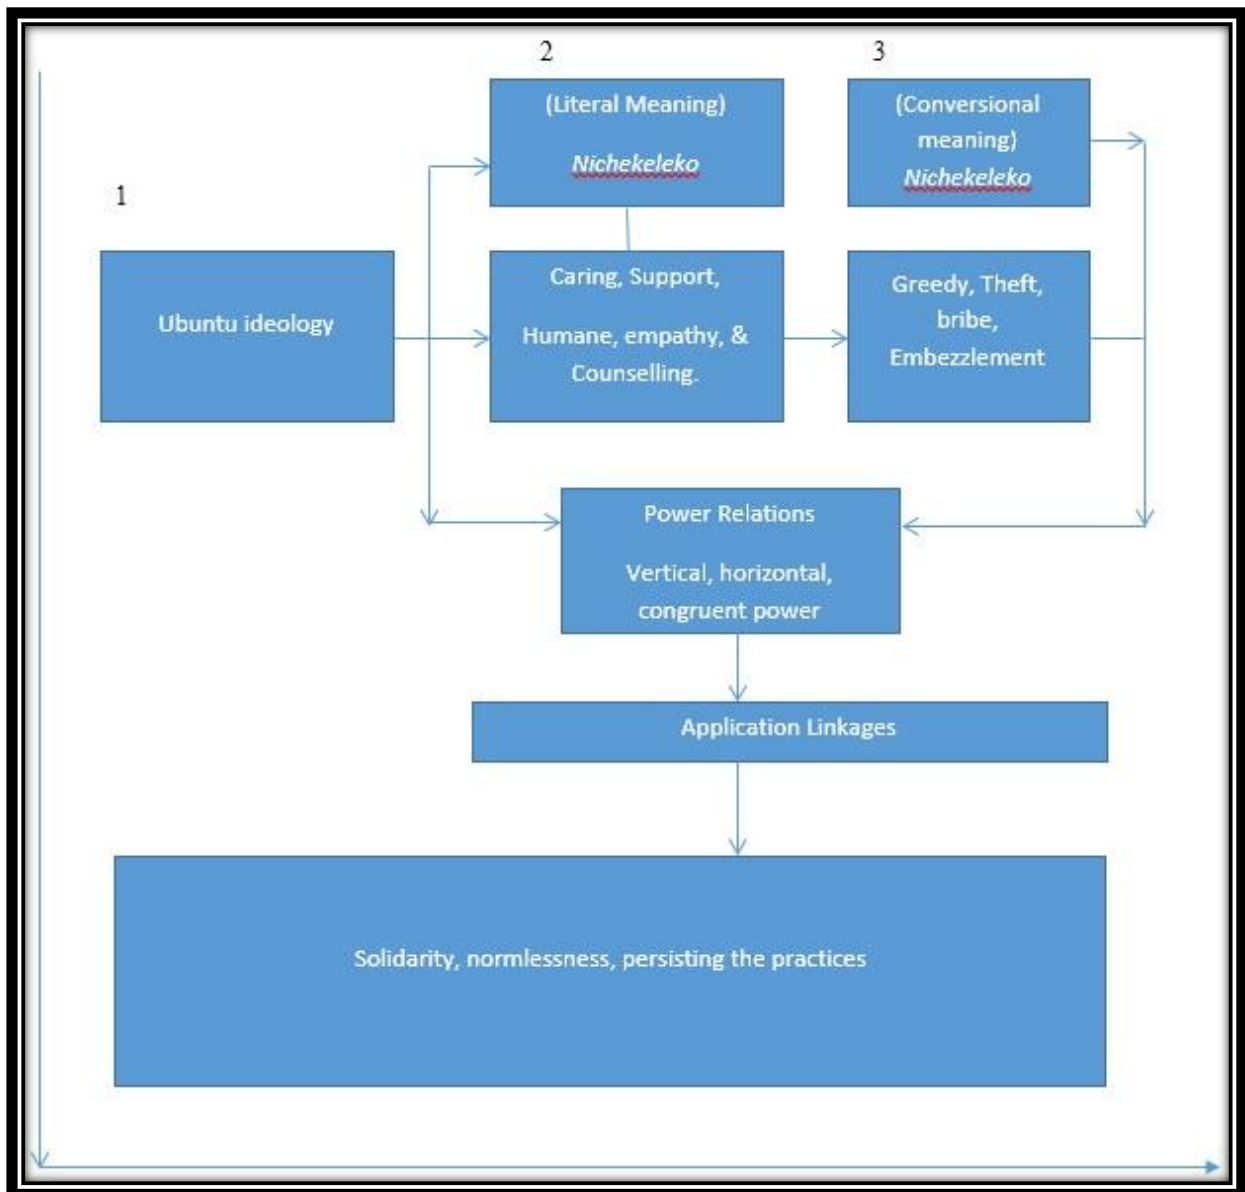 2
3
(Literal Meaning)
Nichekeleko
(Conversional
meaning)
Nichekeleko
1
Ubuntu ideology
Caring, Support,
Humane, empathy, &
Counselling.
Greedy, Theft,
bribe,
Embezzlement
Power Relations
Vertical, horizontal,
congruent power
Application Linkages
Solidarity, normlessness, persisting the practices